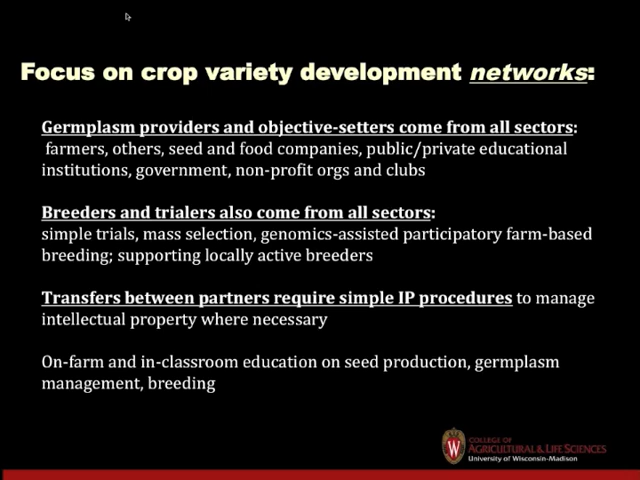 Focus on crop variety development networks:
Germplasm providers and objective-setters come from all sectors:
farmers, others, seed and food companies, public/private educational
institutions, government, non-profit orgs and clubs
Breeders and trialers also come from all sectors:
simple trials, mass selection, genomics-assisted participatory farm-based
breeding; supporting locally active breeders
Transfers between partners require simple IP procedures to manage
intellectual property where necessary
On-farm and in-classroom education on seed production, germplasm
management, breeding
COLLEGE OF
AGRICULTURAL & LIFE SCIENCES
University of Wisconsin-Madison